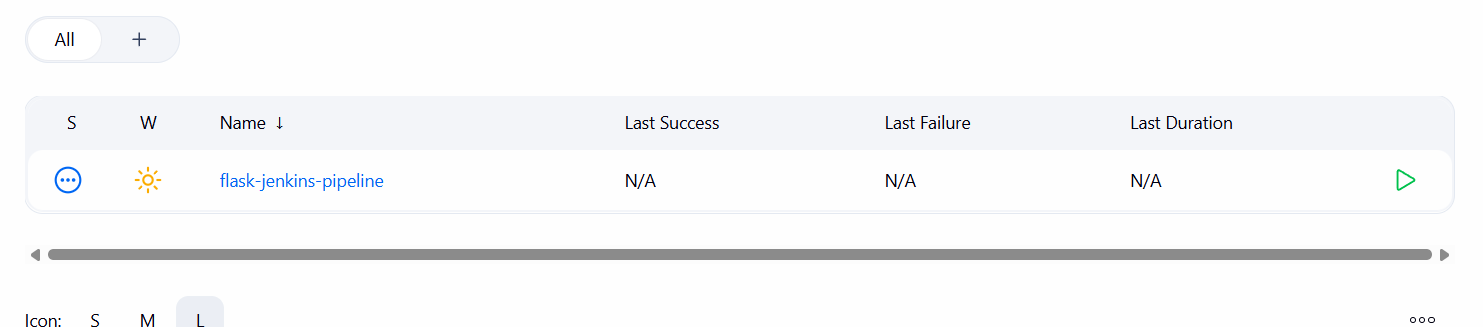 All +
S W Name ↓ Last Success Last Failure Last Duration
flask-jenkins-pipeline N/A N/A N/A
Icon: S M L